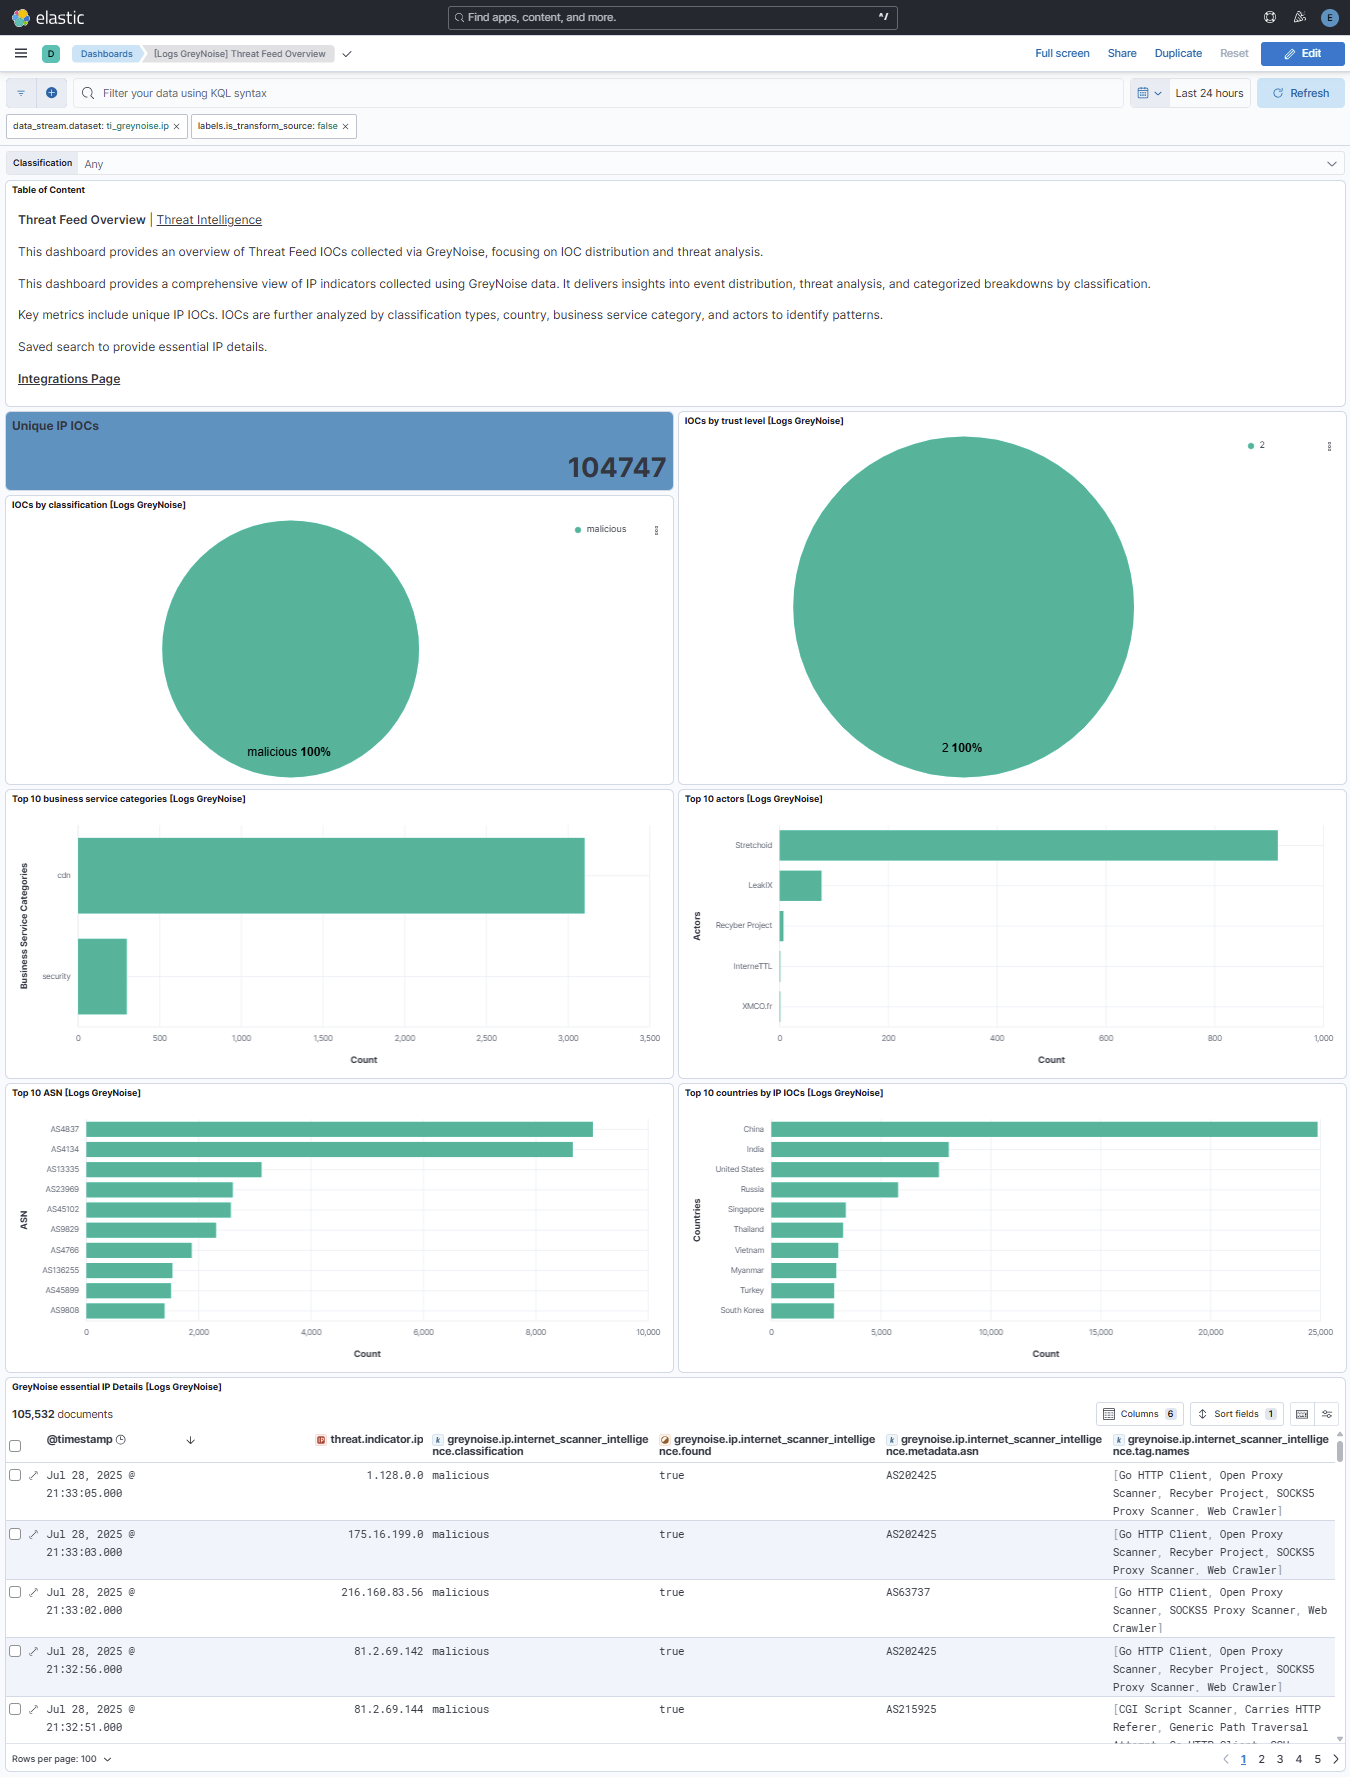 elastic
Find apps, content, and more.
^/
E
D
Dashboards
[Logs GreyNoise] Threat Feed Overview
Full screen
Share
Duplicate
Reset
Edit
Filter your data using KQL syntax
Last 24 hours
Refresh
data_stream.dataset: ti_greynoise.ip ×
labels.is_transform_source: false ×
Classification
Any
Table of Content
Threat Feed Overview | Threat Intelligence
This dashboard provides an overview of Threat Feed IOCs collected via GreyNoise, focusing on IOC distribution and threat analysis.
This dashboard provides a comprehensive view of IP indicators collected using GreyNoise data. It delivers insights into event distribution, threat analysis, and categorized breakdowns by classification.
Key metrics include unique IP IOCs. IOCs are further analyzed by classification types, country, business service category, and actors to identify patterns.
Saved search to provide essential IP details.
Integrations Page
Unique IP IOCs
104747
IOCs by trust level [Logs GreyNoise]
2
2 100%
IOCs by classification [Logs GreyNoise]
malicious
malicious 100%
Top 10 business service categories [Logs GreyNoise]
Business Service Categories
cdn
security
0 500 1,000 1,500 2,000 2,500 3,000 3,500
Count
Top 10 actors [Logs GreyNoise]
Actors
Stretchoid
LeakIX
Recyber Project
InterneTTL
XMCO.fr
0 200 400 600 800 1,000
Count
Top 10 ASN [Logs GreyNoise]
ASN
AS4837
AS4134
AS13335
AS23969
AS45102
AS9829
AS4766
AS136255
AS45899
AS9808
0 2,000 4,000 6,000 8,000 10,000
Count
Top 10 countries by IP IOCs [Logs GreyNoise]
Countries
China
India
United States
Russia
Singapore
Thailand
Vietnam
Myanmar
Turkey
South Korea
0 5,000 10,000 15,000 20,000 25,000
Count
GreyNoise essential IP Details [Logs GreyNoise]
105,532 documents
Columns 6
Sort fields 1
@timestamp
threat.indicator.ip
greynoise.ip.internet_scanner_intellige
nce.classification
greynoise.ip.internet_scanner_intellige
nce.found
greynoise.ip.internet_scanner_intellige
nce.metadata.asn
greynoise.ip.internet_scanner_intellige
nce.tag.names
Jul 28, 2025 @ 1.128.0.0 malicious true AS202425 [Go HTTP Client, Open Proxy
21:33:05.000 Scanner, Recyber Project, SOCKS5
Proxy Scanner, Web Crawler]
Jul 28, 2025 @ 175.16.199.0 malicious true AS202425 [Go HTTP Client, Open Proxy
21:33:03.000 Scanner, Recyber Project, SOCKS5
Proxy Scanner, Web Crawler]
Jul 28, 2025 @ 216.160.83.56 malicious true AS63737 [Go HTTP Client, Open Proxy
21:33:02.000 Scanner, SOCKS5 Proxy Scanner, Web
Crawler]
Jul 28, 2025 @ 81.2.69.142 malicious true AS202425 [Go HTTP Client, Open Proxy
21:32:56.000 Scanner, Recyber Project, SOCKS5
Proxy Scanner, Web Crawler]
Jul 28, 2025 @ 81.2.69.144 malicious true AS215925 [CGI Script Scanner, Carries HTTP
21:32:51.000 Referer, Generic Path Traversal
Rows per page: 100
1 2 3 4 5